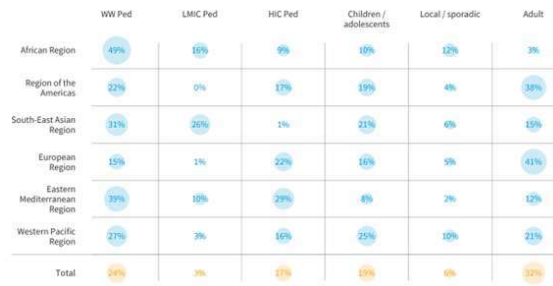 WW Ped LMIC Ped HIC Ped Children / Local / sporadic Adult
adolescents
African Region 49% 16% 9% 10% 12% 3%
Region of the
Americas 22% 0% 17% 19% 4% 38%
South-East Asian
Region 31% 26% 1% 21% 6% 15%
European
Region 15% 1% 22% 16% 5% 41%
Eastern
Mediterranean 39% 10% 29% 8% 2% 12%
Region
Western Pacific
Region 27% 3% 16% 25% 10% 21%
Total 24% 3% 17% 19% 6% 32%